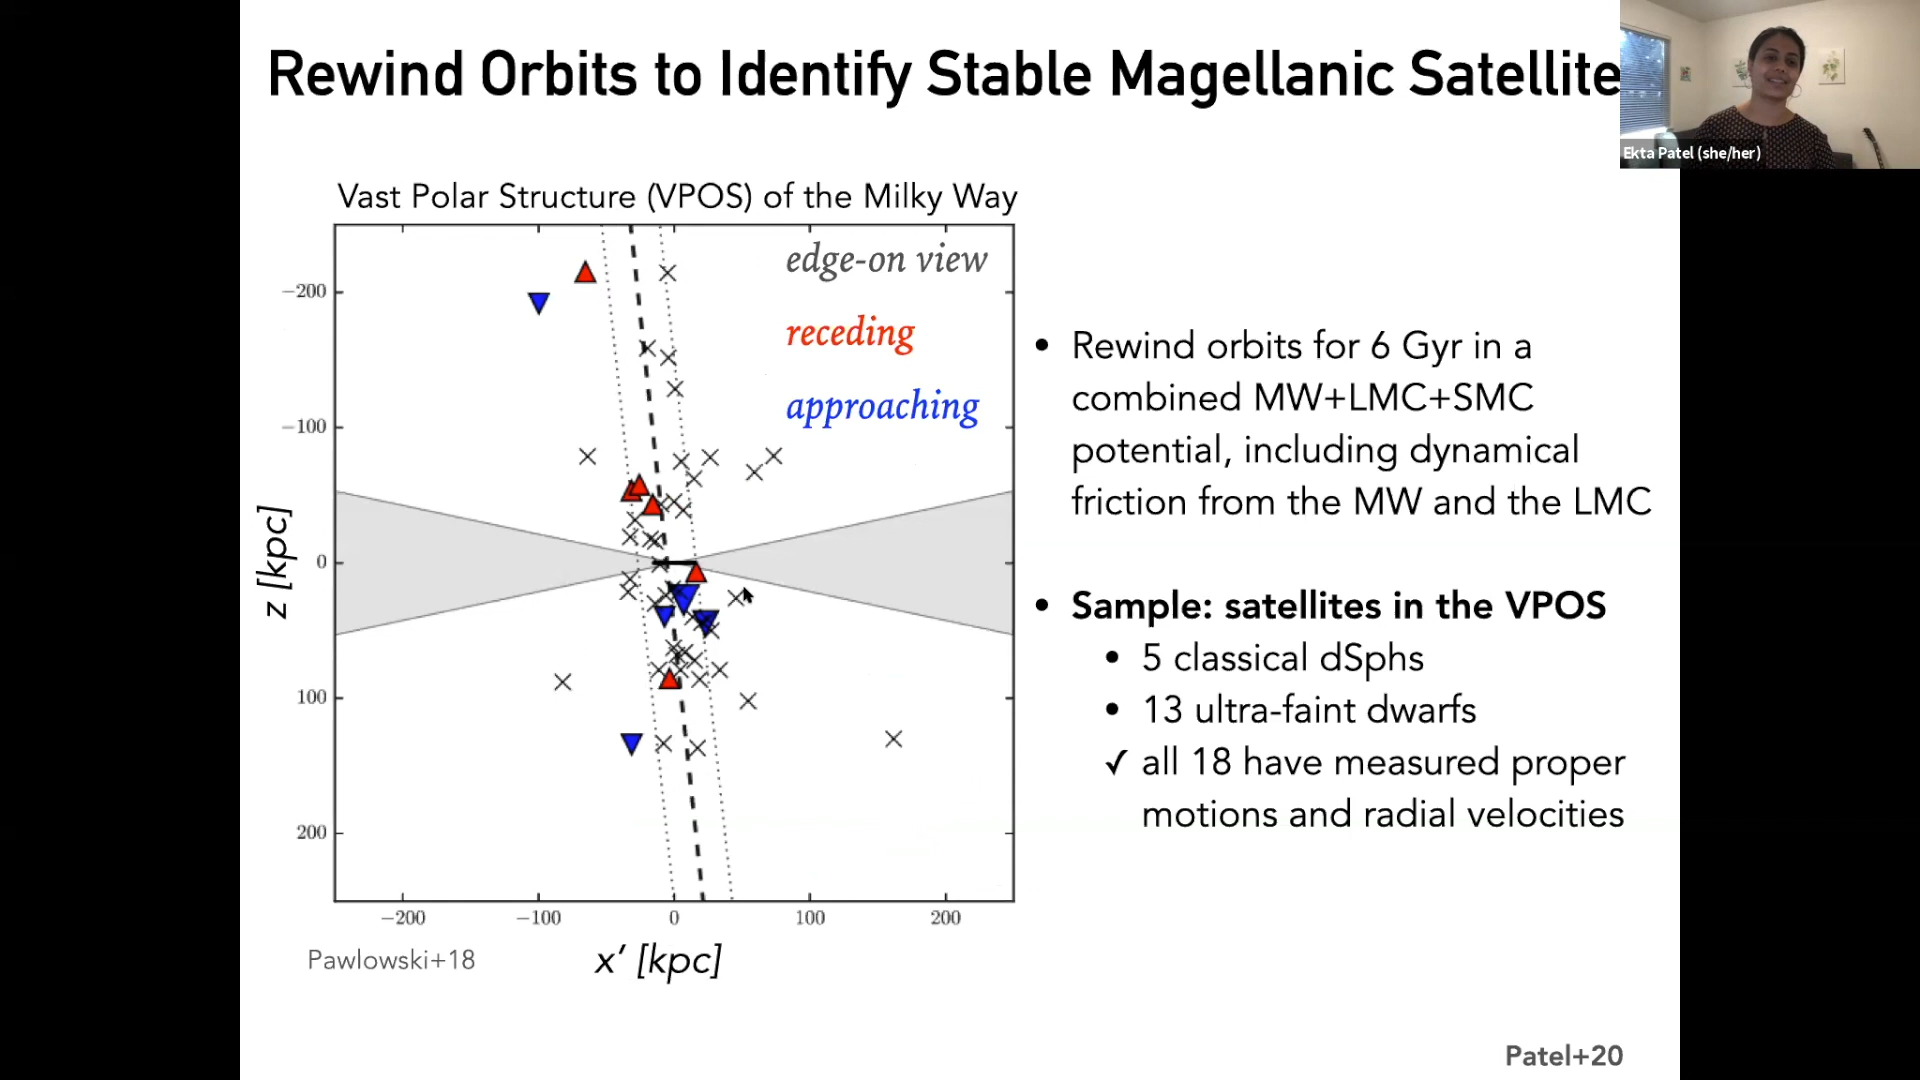 Rewind Orbits to Identify Stable Magellanic Satellite
Ekta Patel (she/her)
Vast Polar Structure (VPOS) of the Milky Way
edge-on view
receding
approaching
−200
−100
0
100
200
z [kpc]
−200 −100 0 100 200
x′ [kpc]
Pawlowski+18
• Rewind orbits for 6 Gyr in a
combined MW+LMC+SMC
potential, including dynamical
friction from the MW and the LMC
• Sample: satellites in the VPOS
• 5 classical dSphs
• 13 ultra-faint dwarfs
✓ all 18 have measured proper
motions and radial velocities
Patel+20